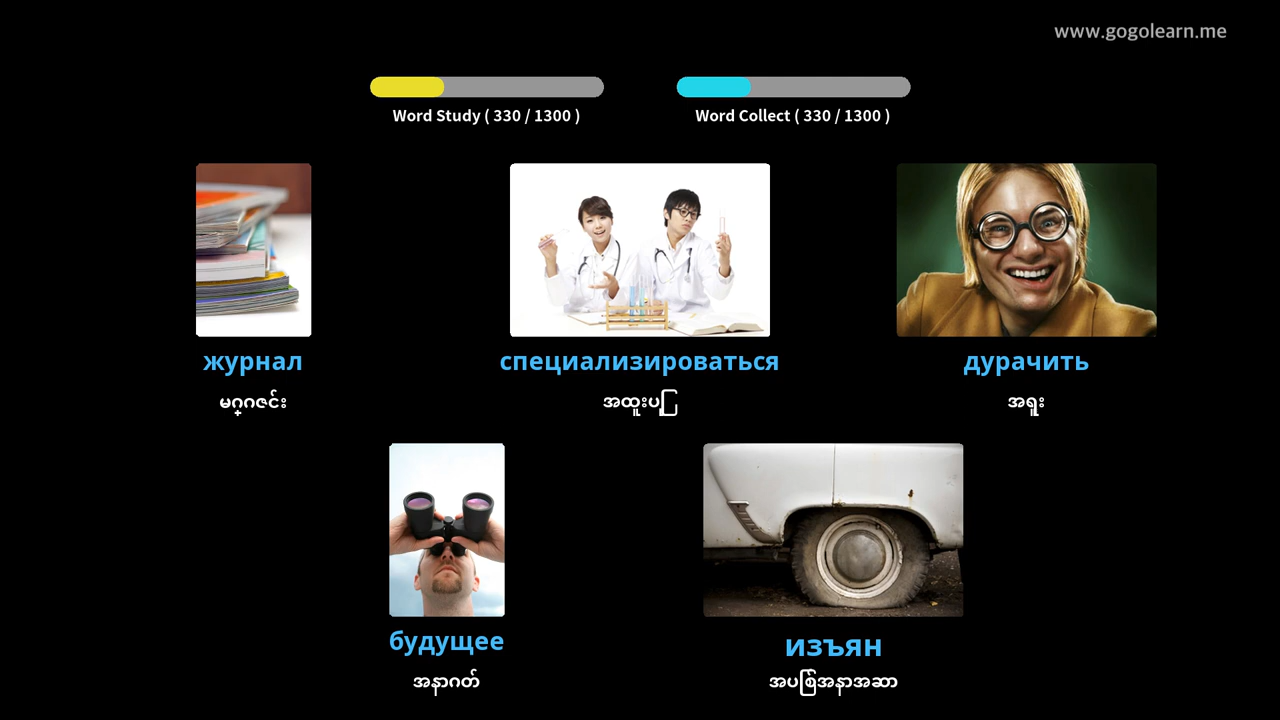 www.gogolearn.me
Word Study ( 330 / 1300 )
Word Collect ( 330 / 1300 )
журнал
специализироваться
дурачить
မဂ္ဂဇင်း
အထူးပြု
အရူး
будущее
изъян
အနာဂတ်
အပြစ်အနာအဆာ